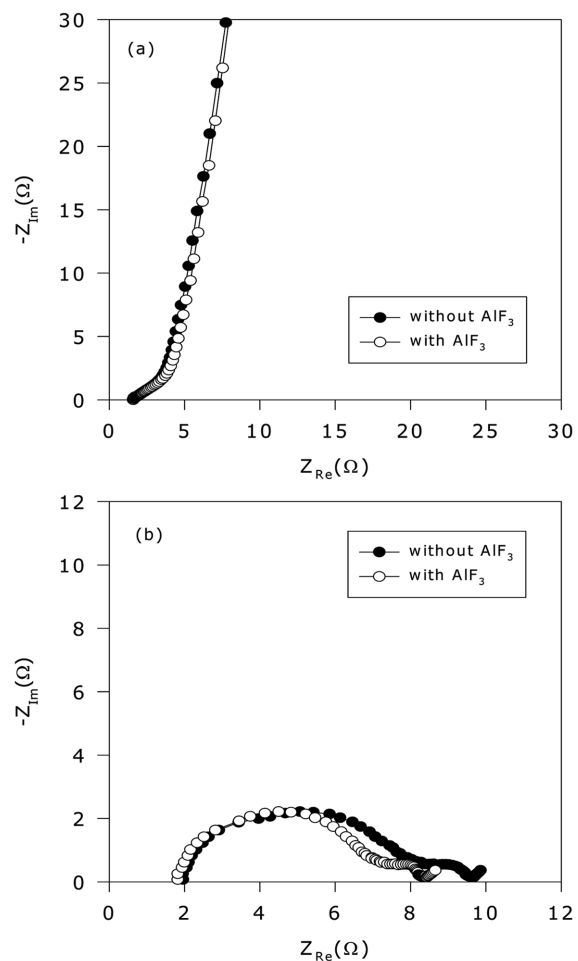 30
(a)
25
20
15
10
5
0
-Z_Im(Ω)
without AlF₃
with AlF₃
0 5 10 15 20 25 30
Z_Re(Ω)
12
(b)
10
8
6
4
2
0
-Z_Im(Ω)
without AlF₃
with AlF₃
0 2 4 6 8 10 12
Z_Re(Ω)